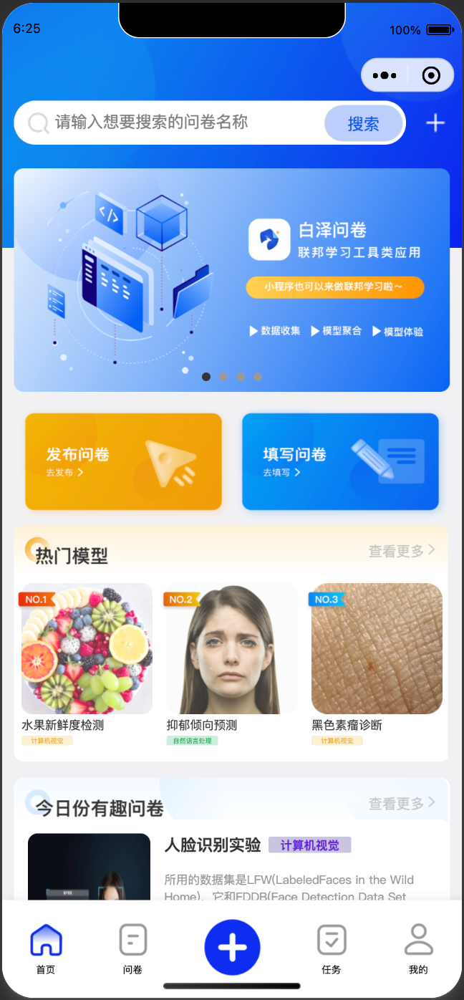 6:25
100%
请输入想要搜索的问卷名称
搜索
</>
白泽问卷
联邦学习工具类应用
小程序也可以来做联邦学习啦～
数据收集 模型聚合 模型体验
发布问卷
去发布
填写问卷
去填写
热门模型
查看更多
NO.1
NO.2
NO.3
水果新鲜度检测
计算机视觉
抑郁倾向预测
自然语言处理
黑色素瘤诊断
计算机视觉
今日份有趣问卷
查看更多
人脸识别实验 计算机视觉
所用的数据集是LFW(LabeledFaces in the Wild
Home)，它和FDDB(Face Detection Data Set
首页
问卷
任务
我的